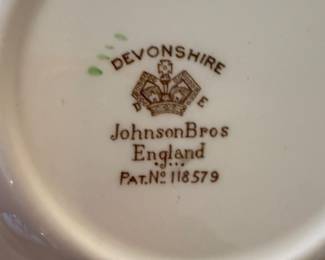 DEVONSHIRE
D E
JohnsonBros
England
PAT. No 118579